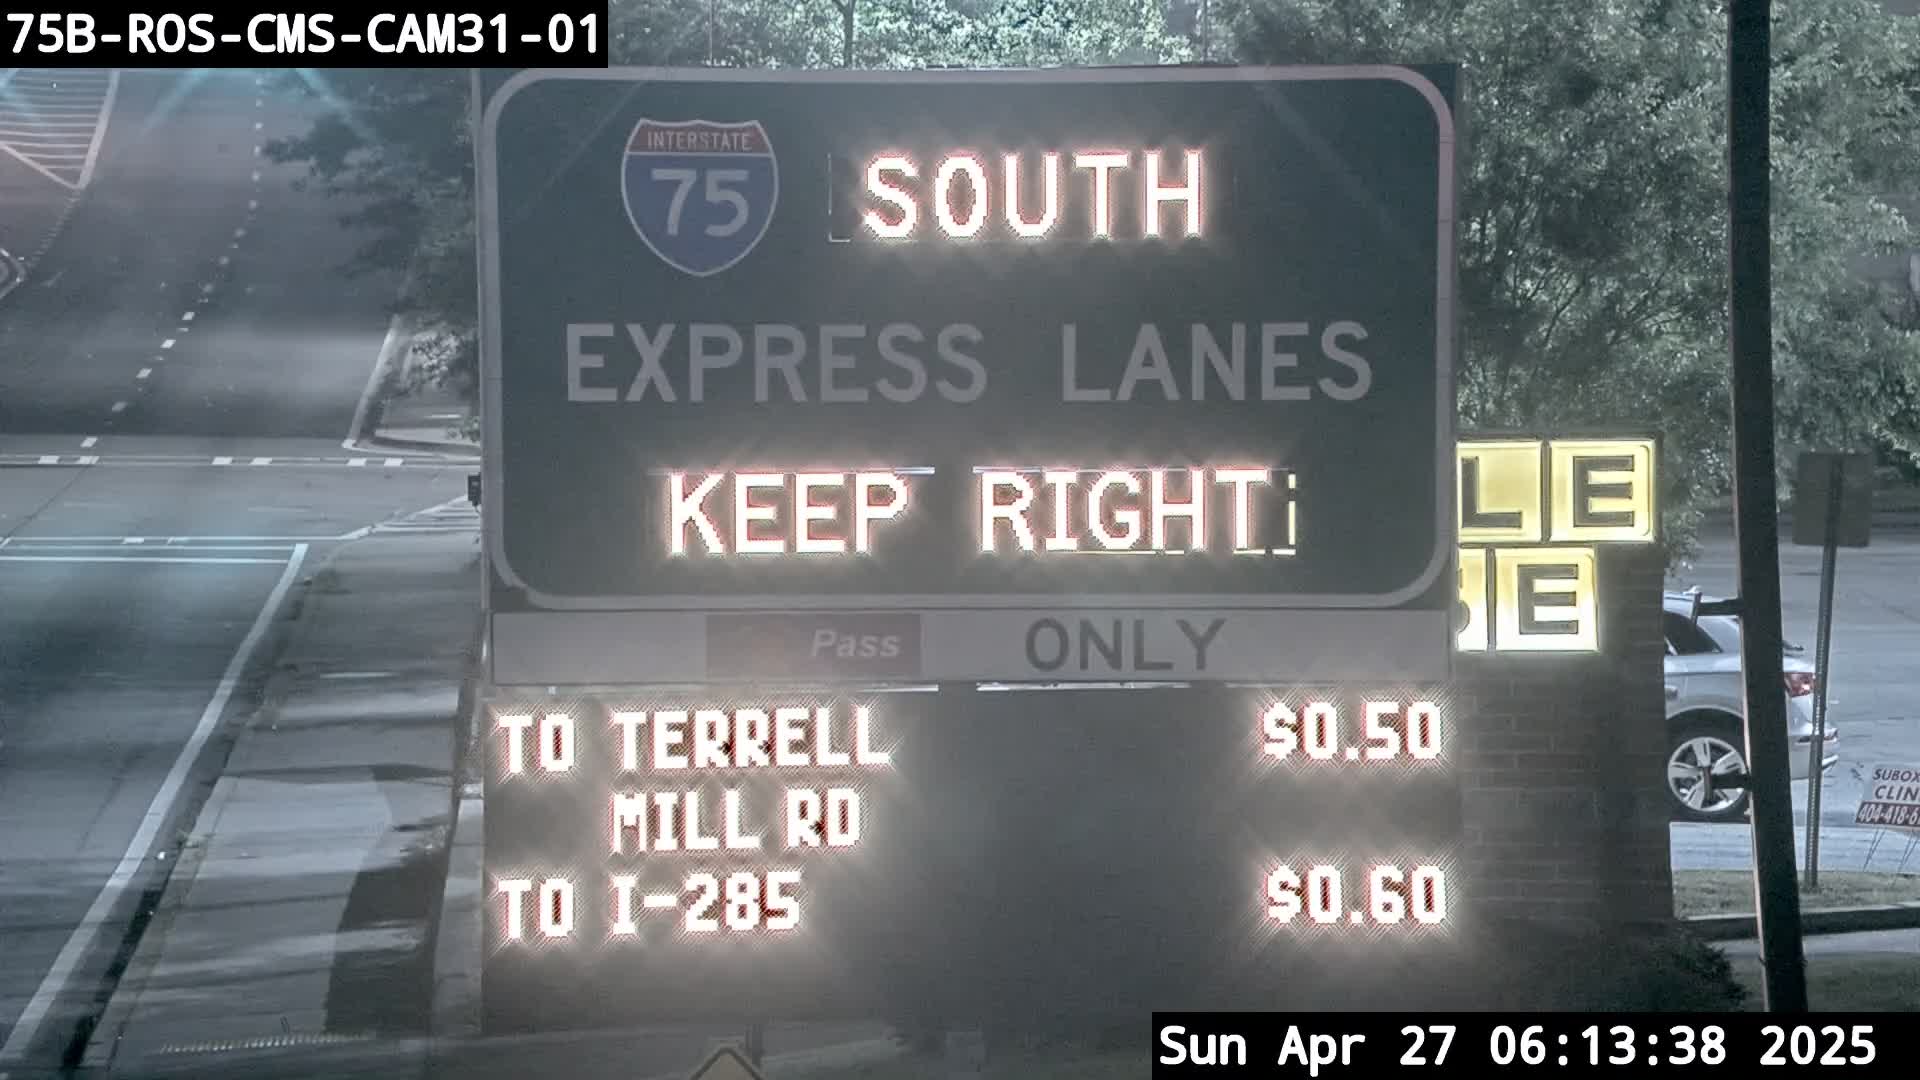 75B-ROS-CMS-CAM31-01
INTERSTATE
75
SOUTH
EXPRESS LANES
KEEP RIGHT
Pass ONLY
TO TERRELL $0.50
MILL RD
TO I-285 $0.60
LE
E
Sun Apr 27 06:13:38 2025